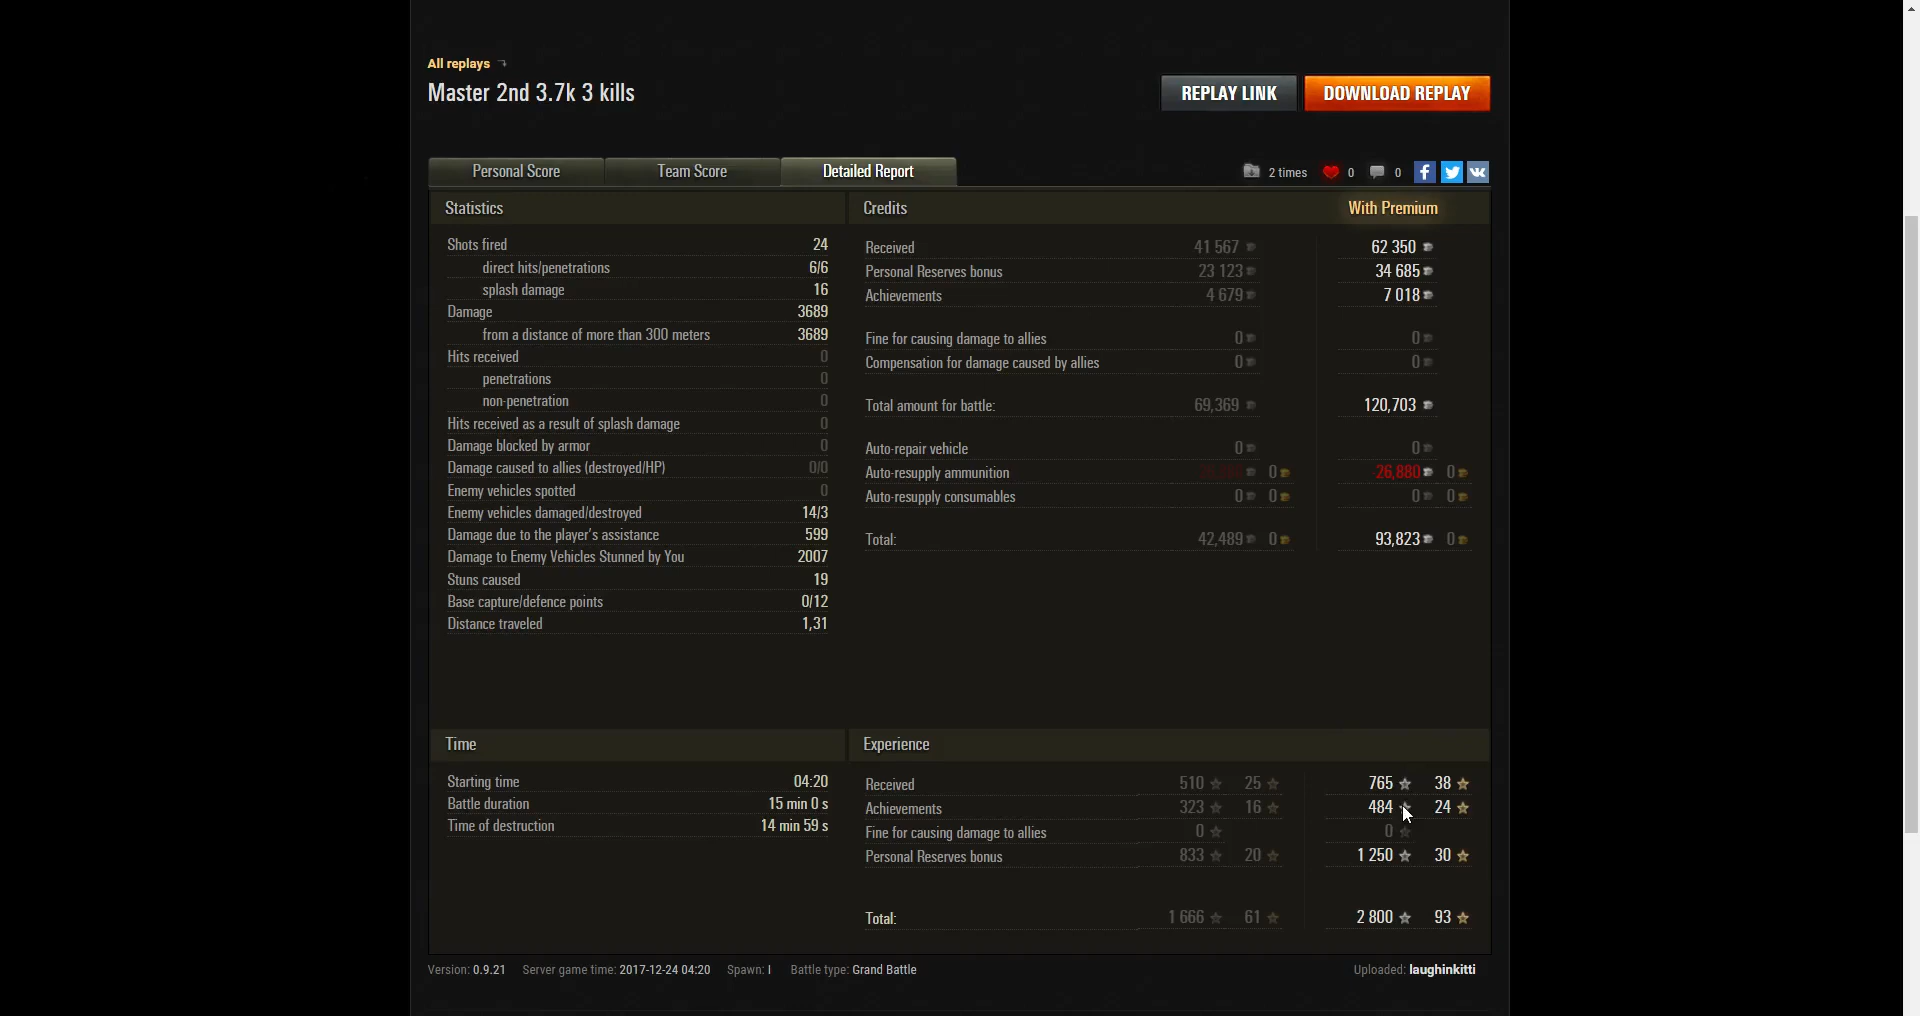 All replays
Master 2nd 3.7k 3 kills
REPLAY LINK
DOWNLOAD REPLAY
Personal Score
Team Score
Detailed Report
2 times
0
0
Statistics
Shots fired 24
direct hits/penetrations 6/6
splash damage 16
Damage 3689
from a distance of more than 300 meters 3689
Hits received 0
penetrations 0
non-penetration 0
Hits received as a result of splash damage 0
Damage blocked by armor 0
Damage caused to allies (destroyed/HP) 0/0
Enemy vehicles spotted 0
Enemy vehicles damaged/destroyed 14/3
Damage due to the player's assistance 599
Damage to Enemy Vehicles Stunned by You 2007
Stuns caused 19
Base capture/defence points 0/12
Distance traveled 1,31
Credits With Premium
Received 41 567 62 350
Personal Reserves bonus 23 123 34 685
Achievements 4 679 7 018
Fine for causing damage to allies 0 0
Compensation for damage caused by allies 0 0
Total amount for battle: 69,369 120,703
Auto-repair vehicle 0 0
Auto-resupply ammunition 0 -26,880 0
Auto-resupply consumables 0 0 0 0
Total: 42,489 0 93,823 0
Time
Starting time 04:20
Battle duration 15 min 0 s
Time of destruction 14 min 59 s
Experience
Received 510 25 765 38
Achievements 323 16 484 24
Fine for causing damage to allies 0 0
Personal Reserves bonus 833 20 1 250 30
Total: 1 666 61 2 800 93
Version: 0.9.21 Server game time: 2017-12-24 04:20 Spawn: I Battle type: Grand Battle
Uploaded: laughinkitti